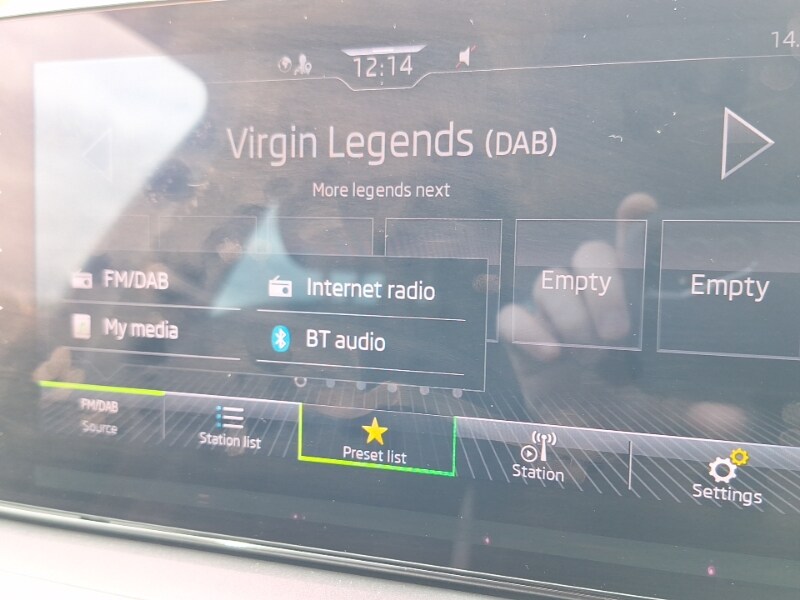 12:14
14.
Virgin Legends (DAB)
More legends next
FM/DAB
Internet radio
Empty
Empty
My media
BT audio
FM/DAB
Source
Station list
Preset list
Station
Settings